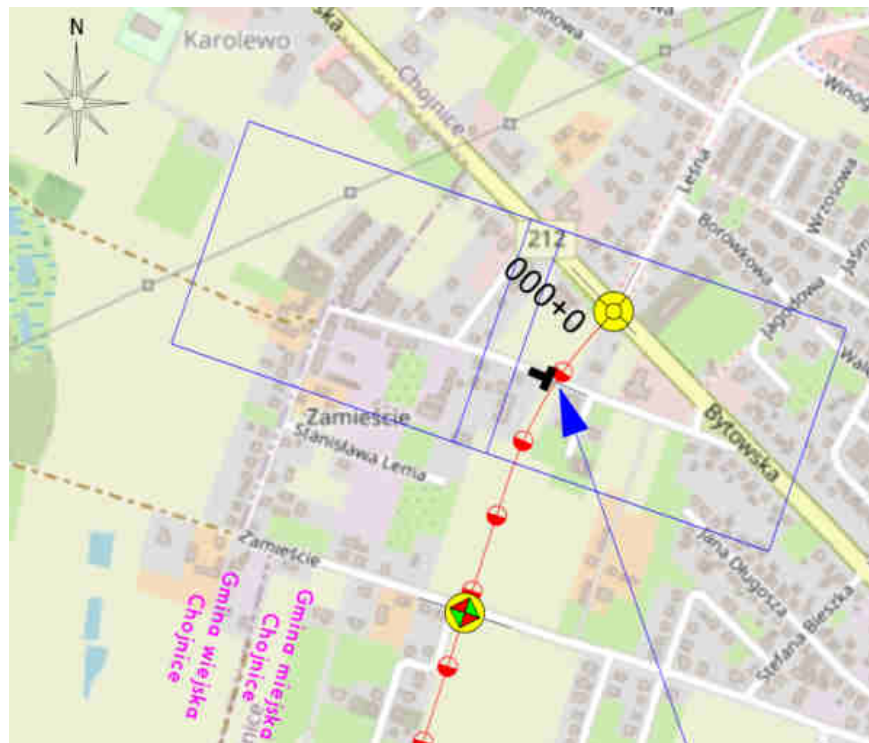 N
Karolewo
ska
Chojnice
Leśna
Wrzosowa
Borówkowa
Jagodowa
212
000+0
Bytowska
Zamieście
Stanisława Lema
Zamieście
Jana Długosza
Stefana Bieszka
Gmina wiejska
Chojnice
Gmina miejska
Chojnice